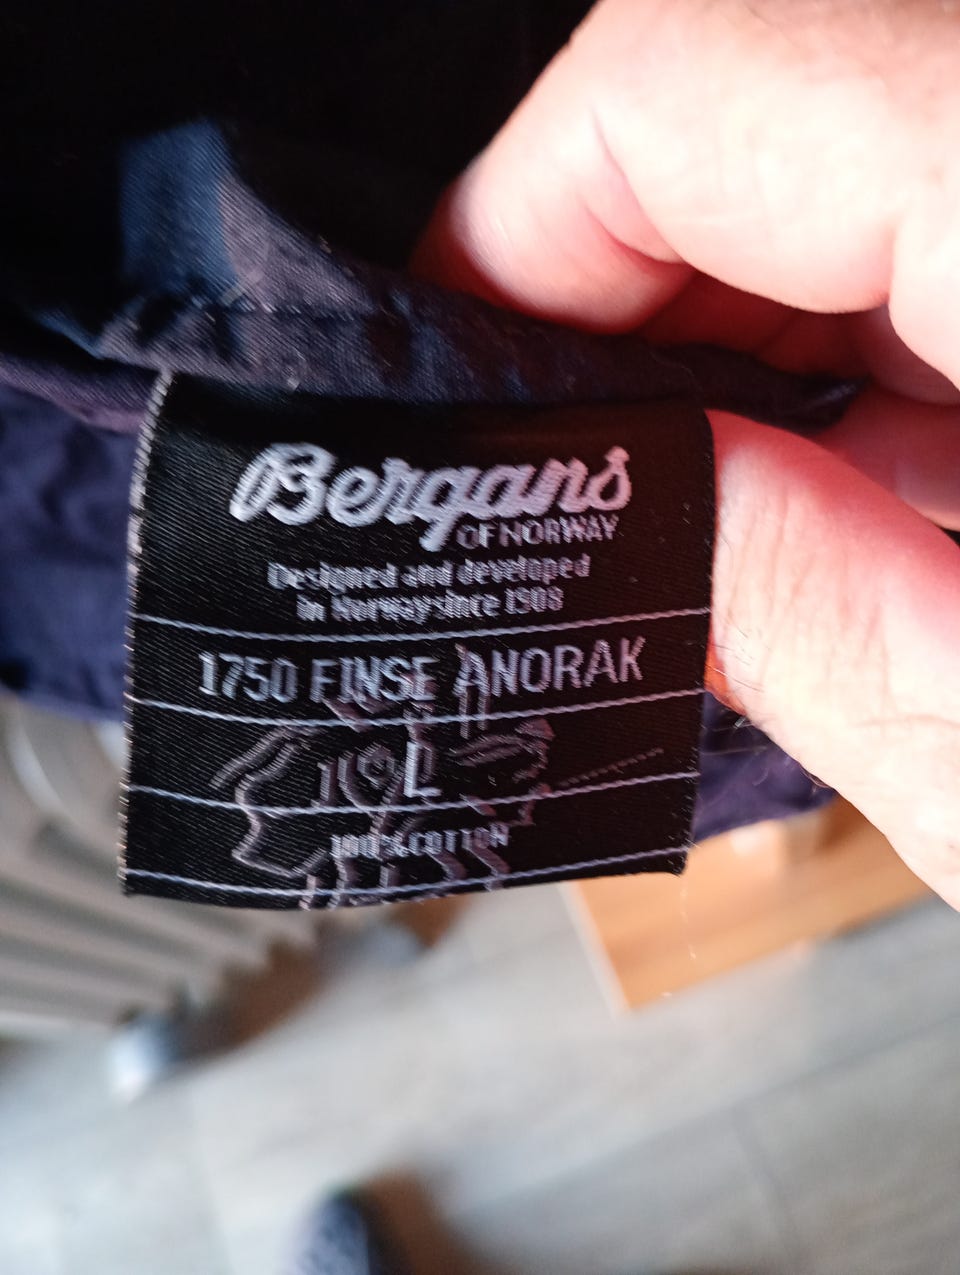 Bergans
OF NORWAY
Designed and developed
in Norway since 1908
1750 FINSE ANORAK
L
100% COTTON